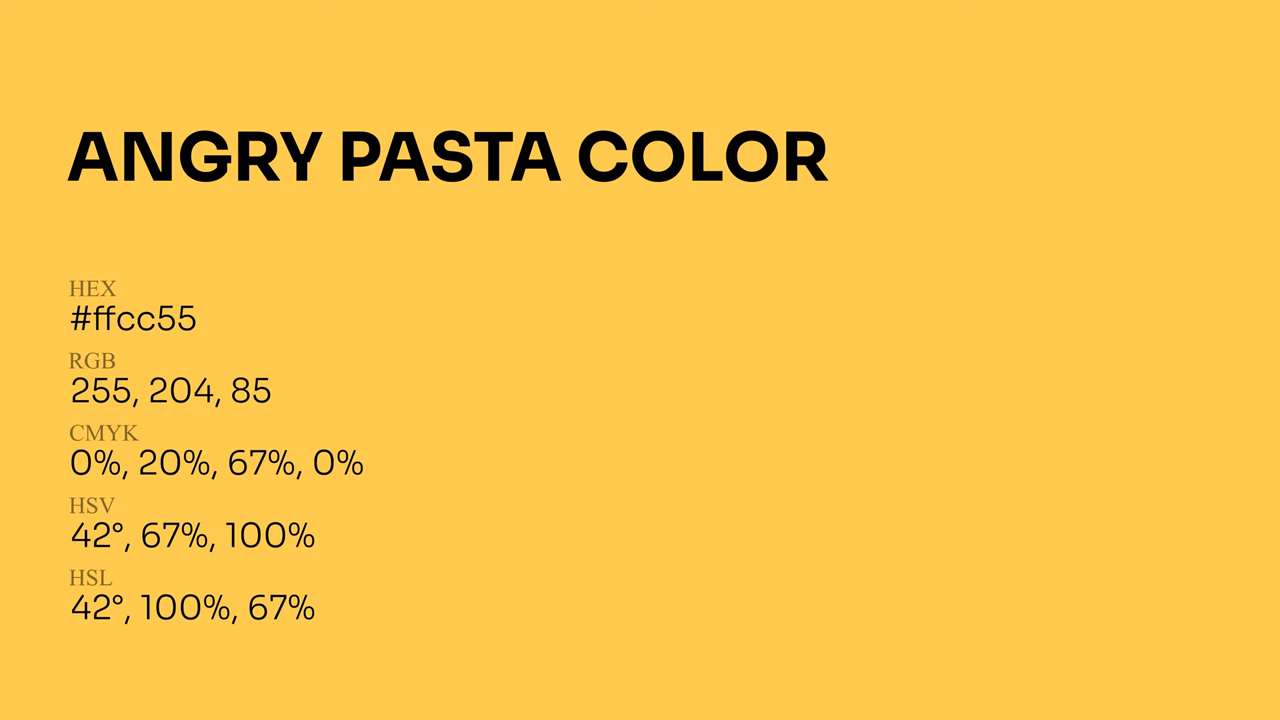 ANGRY PASTA COLOR
HEX
#ffcc55
RGB
255, 204, 85
CMYK
0%, 20%, 67%, 0%
HSV
42°, 67%, 100%
HSL
42°, 100%, 67%